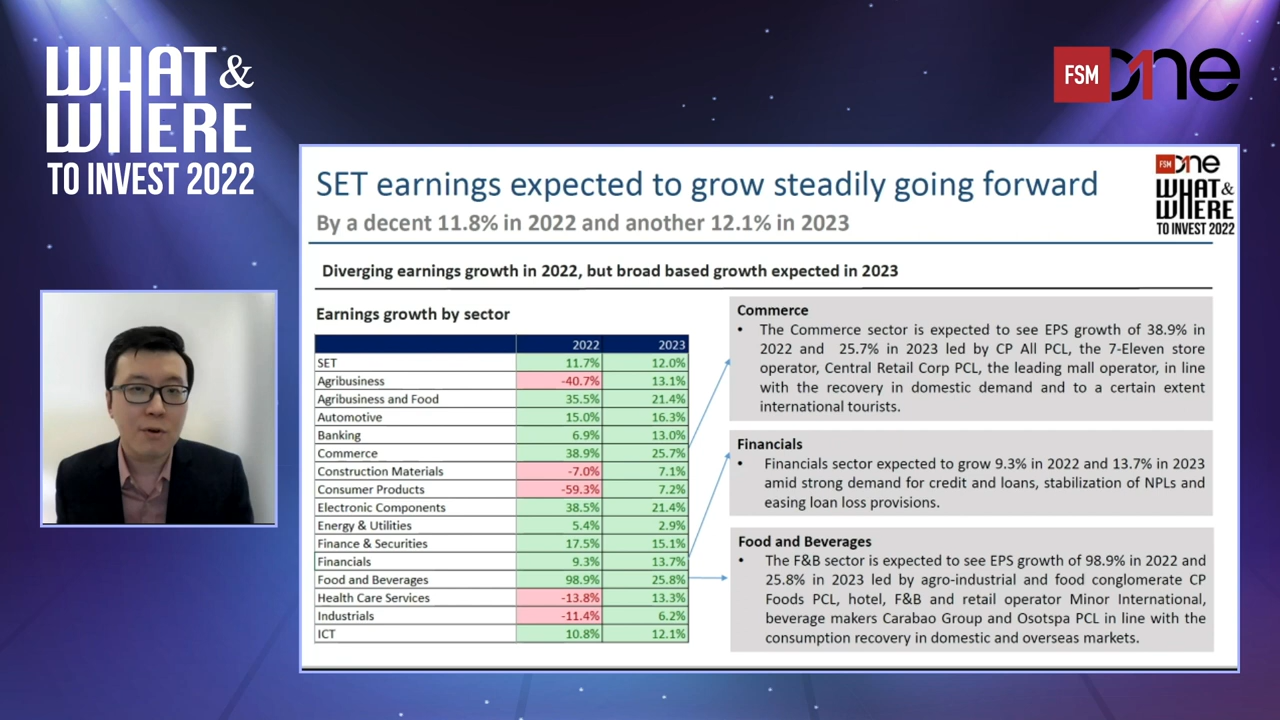 WHAT &
WHERE
TO INVEST 2022
FSM one
FSM one
WHAT &
WHERE
TO INVEST 2022
SET earnings expected to grow steadily going forward
By a decent 11.8% in 2022 and another 12.1% in 2023
Diverging earnings growth in 2022, but broad based growth expected in 2023
Earnings growth by sector
2022 2023
SET 11.7% 12.0%
Agribusiness -40.7% 13.1%
Agribusiness and Food 35.5% 21.4%
Automotive 15.0% 16.3%
Banking 6.9% 13.0%
Commerce 38.9% 25.7%
Construction Materials -7.0% 7.1%
Consumer Products -59.3% 7.2%
Electronic Components 38.5% 21.4%
Energy & Utilities 5.4% 2.9%
Finance & Securities 17.5% 15.1%
Financials 9.3% 13.7%
Food and Beverages 98.9% 25.8%
Health Care Services -13.8% 13.3%
Industrials -11.4% 6.2%
ICT 10.8% 12.1%
Commerce
• The Commerce sector is expected to see EPS growth of 38.9% in
2022 and 25.7% in 2023 led by CP All PCL, the 7-Eleven store
operator, Central Retail Corp PCL, the leading mall operator, in line
with the recovery in domestic demand and to a certain extent
international tourists.
Financials
• Financials sector expected to grow 9.3% in 2022 and 13.7% in 2023
amid strong demand for credit and loans, stabilization of NPLs and
easing loan loss provisions.
Food and Beverages
• The F&B sector is expected to see EPS growth of 98.9% in 2022 and
25.8% in 2023 led by agro-industrial and food conglomerate CP
Foods PCL, hotel, F&B and retail operator Minor International,
beverage makers Carabao Group and Osotspa PCL in line with the
consumption recovery in domestic and overseas markets.